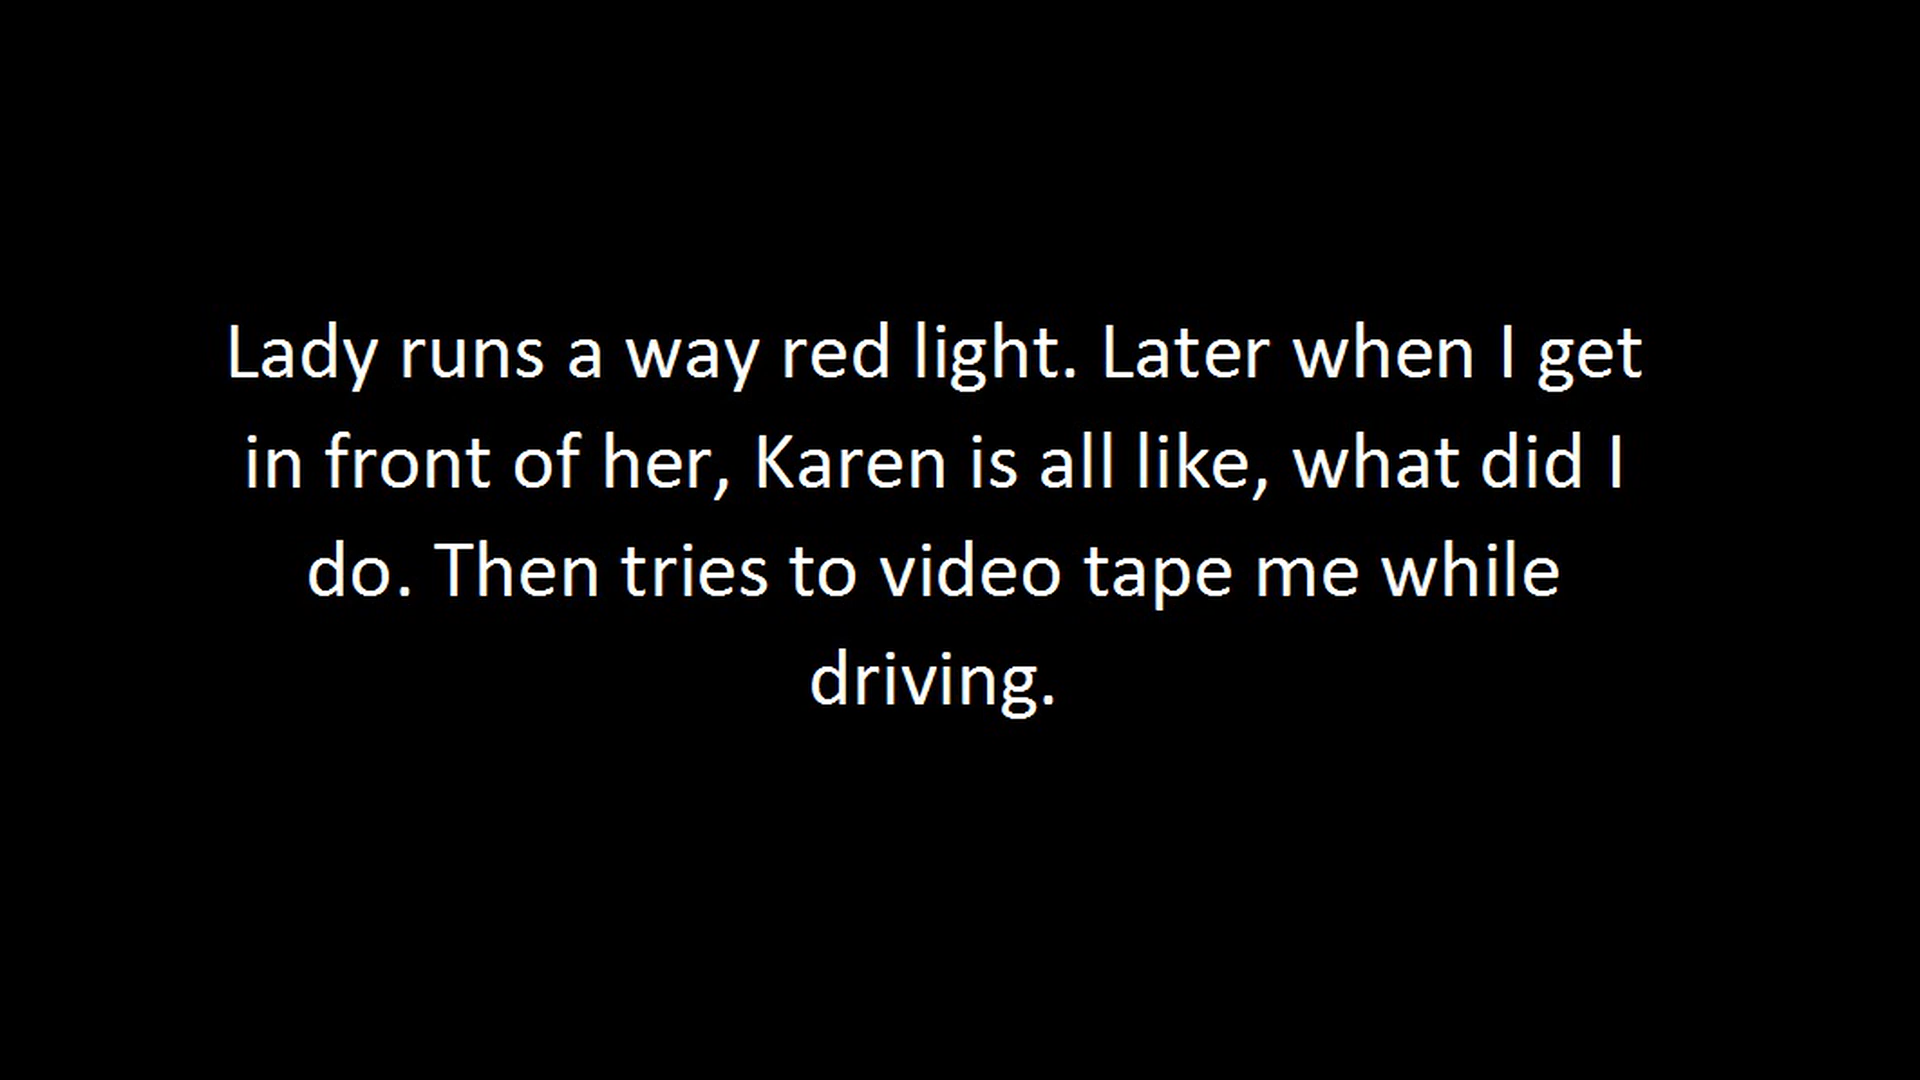 Lady runs a way red light. Later when I get
in front of her, Karen is all like, what did I
do. Then tries to video tape me while
driving.